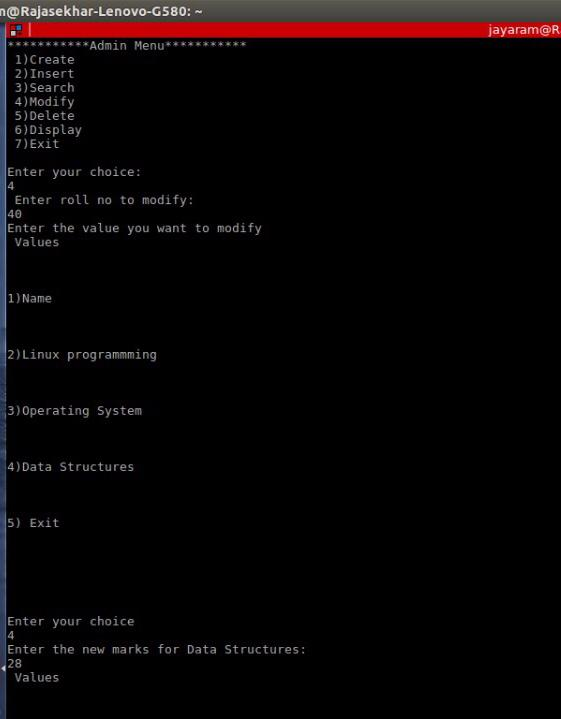 n@Rajasekhar-Lenovo-G580: ~
jayaram@R
***********Admin Menu***********
1)Create
2)Insert
3)Search
4)Modify
5)Delete
6)Display
7)Exit
Enter your choice:
4
Enter roll no to modify:
40
Enter the value you want to modify
Values
1)Name
2)Linux programmming
3)Operating System
4)Data Structures
5) Exit
Enter your choice
4
Enter the new marks for Data Structures:
28
Values